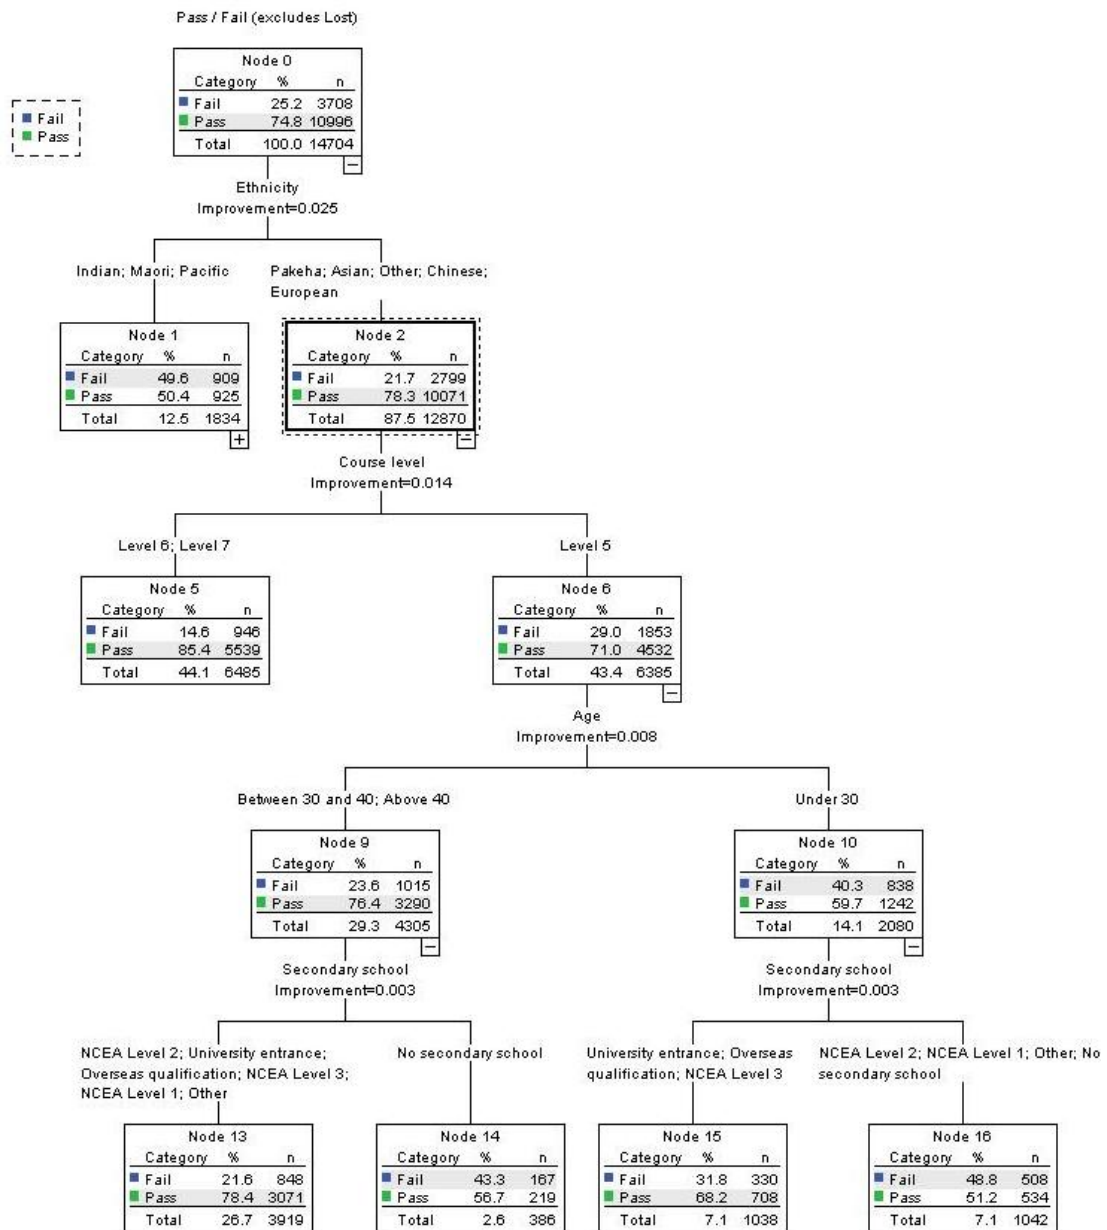 Pass / Fail (excludes Lost)
Fail
Pass
Node 0
Category % n
Fail 25.2 3708
Pass 74.8 10996
Total 100.0 14704
Ethnicity
Improvement=0.025
Indian; Maori; Pacific
Pakeha; Asian; Other; Chinese;
European
Node 1
Category % n
Fail 49.6 909
Pass 50.4 925
Total 12.5 1834
Node 2
Category % n
Fail 21.7 2799
Pass 78.3 10071
Total 87.5 12870
Course level
Improvement=0.014
Level 6; Level 7
Level 5
Node 5
Category % n
Fail 14.6 946
Pass 85.4 5539
Total 44.1 6485
Node 6
Category % n
Fail 29.0 1853
Pass 71.0 4532
Total 43.4 6385
Age
Improvement=0.008
Between 30 and 40; Above 40
Under 30
Node 9
Category % n
Fail 23.6 1015
Pass 76.4 3290
Total 29.3 4305
Node 10
Category % n
Fail 40.3 838
Pass 59.7 1242
Total 14.1 2080
Secondary school
Improvement=0.003
Secondary school
Improvement=0.003
NCEA Level 2; University entrance;
Overseas qualification; NCEA Level 3;
NCEA Level 1; Other
No secondary school
University entrance; Overseas
qualification; NCEA Level 3
NCEA Level 2; NCEA Level 1; Other; No
secondary school
Node 13
Category % n
Fail 21.6 848
Pass 78.4 3071
Total 26.7 3919
Node 14
Category % n
Fail 43.3 167
Pass 56.7 219
Total 2.6 386
Node 15
Category % n
Fail 31.8 330
Pass 68.2 708
Total 7.1 1038
Node 16
Category % n
Fail 48.8 508
Pass 51.2 534
Total 7.1 1042